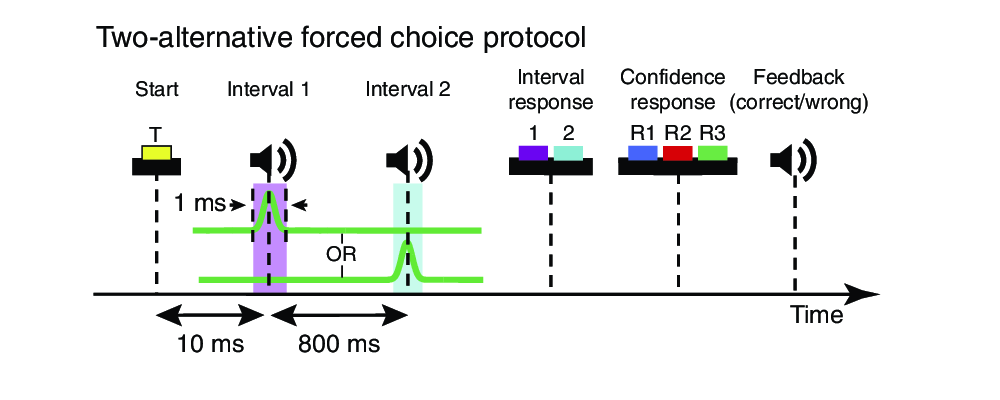 Two-alternative forced choice protocol
Start
Interval 1
Interval 2
Interval
response
Confidence
response
Feedback
(correct/wrong)
T
1 2
R1 R2 R3
1 ms
OR
Time
10 ms
800 ms